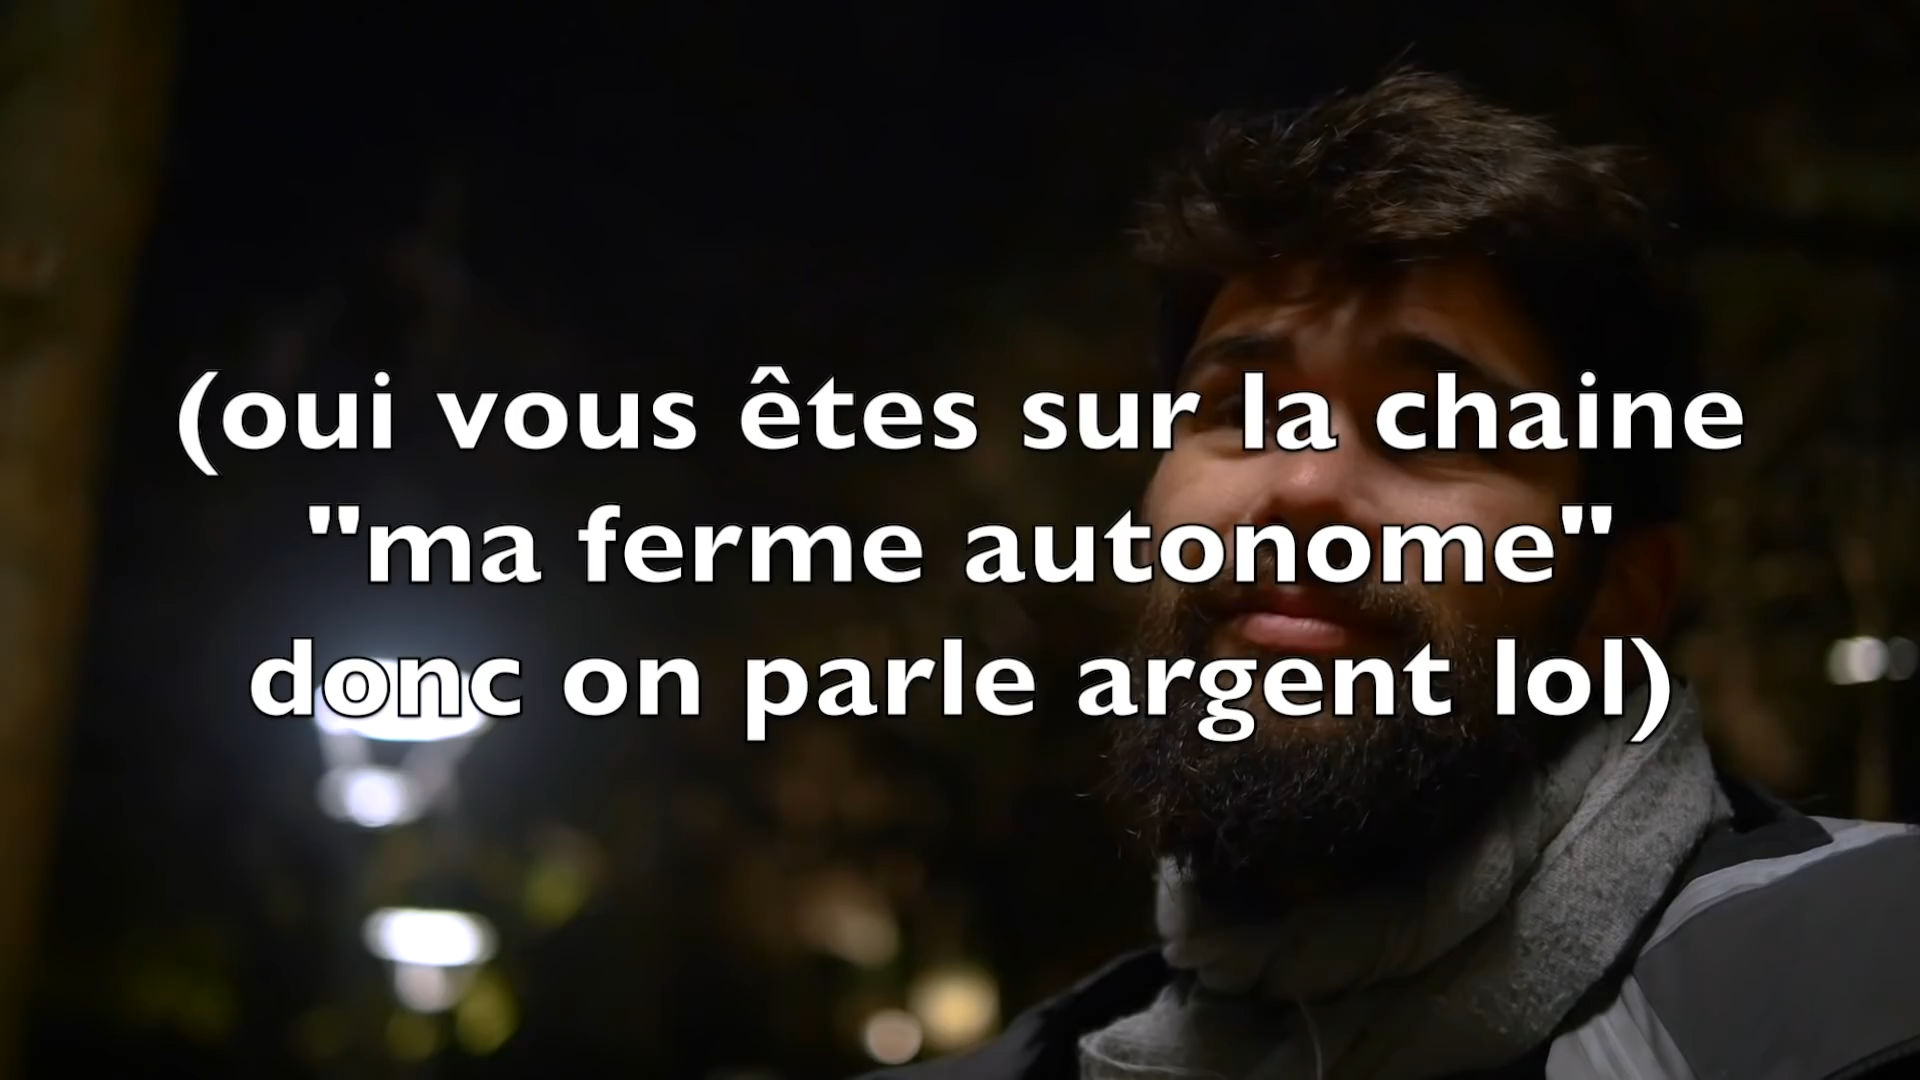 (oui vous êtes sur la chaine
"ma ferme autonome"
donc on parle argent lol)